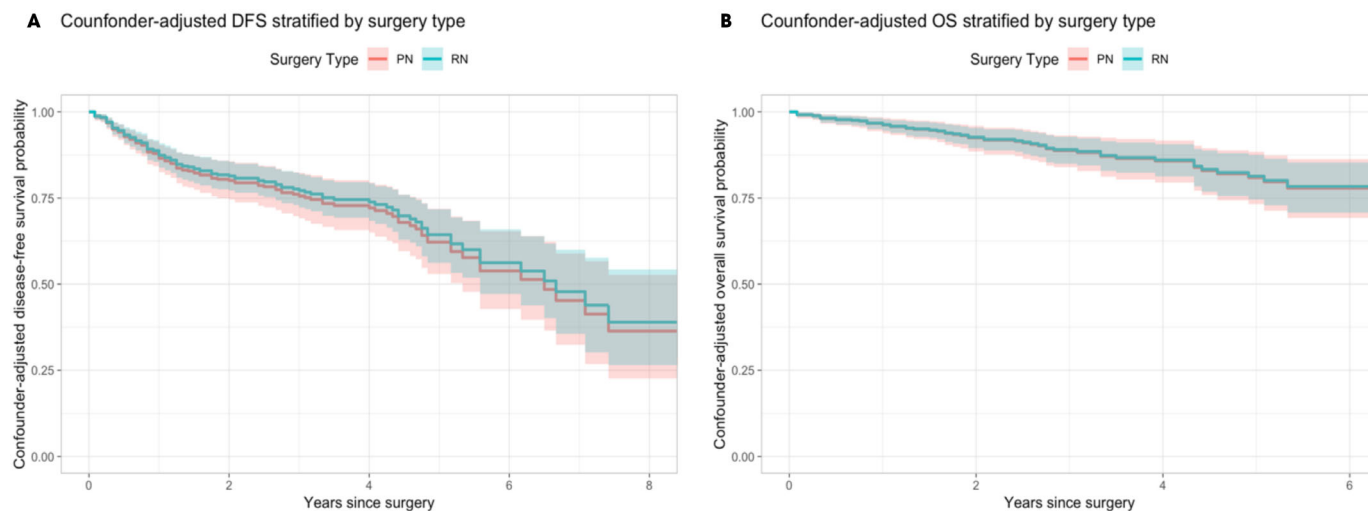 A Counfonder-adjusted DFS stratified by surgery type
Surgery Type PN RN
Confounder-adjusted disease-free survival probability
1.00
0.75
0.50
0.25
0.00
0 2 4 6 8
Years since surgery
B Counfonder-adjusted OS stratified by surgery type
Surgery Type PN RN
Confounder-adjusted overall survival probability
1.00
0.75
0.50
0.25
0.00
0 2 4 6
Years since surgery